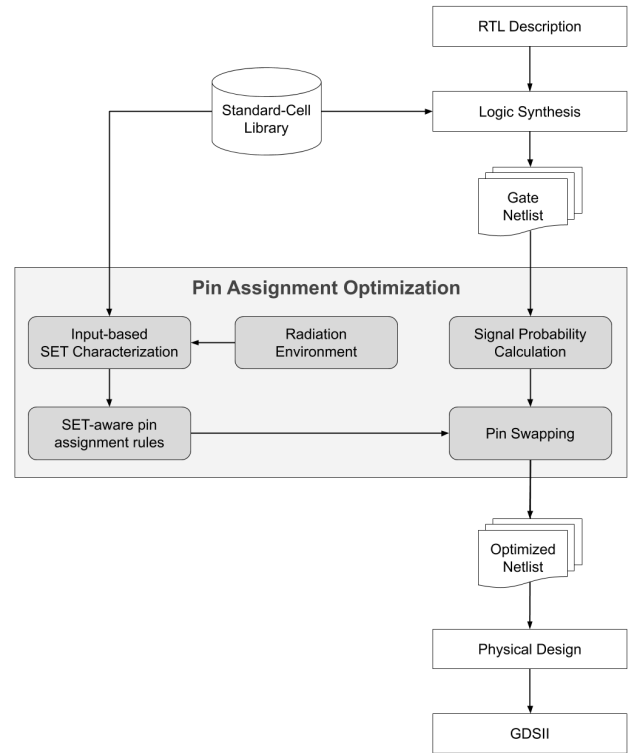 RTL Description
Standard-Cell
Library
Logic Synthesis
Gate
Netlist
Pin Assignment Optimization
Input-based
SET Characterization
Radiation
Environment
Signal Probability
Calculation
SET-aware pin
assignment rules
Pin Swapping
Optimized
Netlist
Physical Design
GDSII